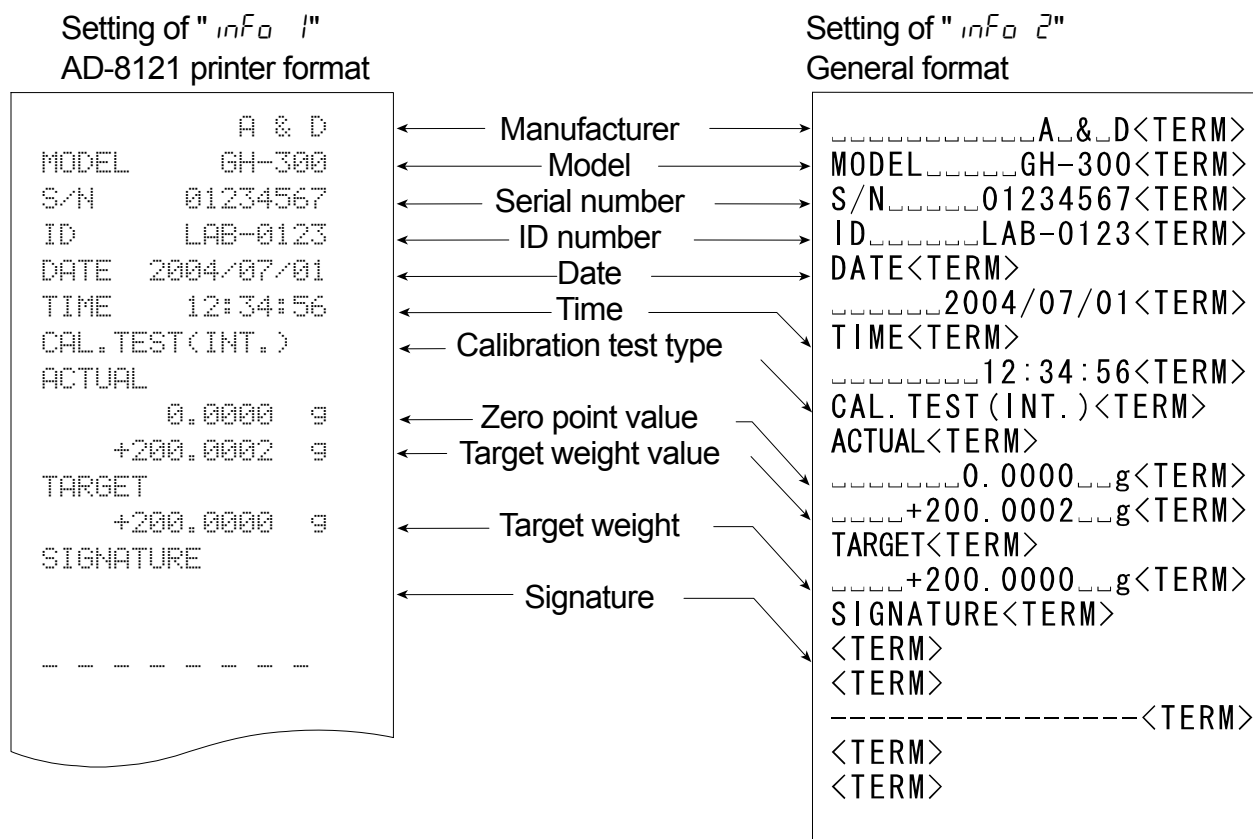 Setting of " info 1"
AD-8121 printer format
A & D
MODEL GH-300
S/N 01234567
ID LAB-0123
DATE 2004/07/01
TIME 12:34:56
CAL.TEST(INT.)
ACTUAL
0.0000 g
+200.0002 g
TARGET
+200.0000 g
SIGNATURE
_ _ _ _ _ _ _ _
Manufacturer
Model
Serial number
ID number
Date
Time
Calibration test type
Zero point value
Target weight value
Target weight
Signature
Setting of " info 2"
General format
␣␣␣␣␣␣␣␣␣␣␣A␣&␣D<TERM>
MODEL␣␣␣␣␣GH-300<TERM>
S/N␣␣␣␣␣01234567<TERM>
ID␣␣␣␣␣␣LAB-0123<TERM>
DATE<TERM>
␣␣␣␣␣␣2004/07/01<TERM>
TIME<TERM>
␣␣␣␣␣␣␣␣12:34:56<TERM>
CAL.TEST(INT.)<TERM>
ACTUAL<TERM>
␣␣␣␣␣␣␣0.0000␣␣g<TERM>
␣␣␣␣+200.0002␣␣g<TERM>
TARGET<TERM>
␣␣␣␣+200.0000␣␣g<TERM>
SIGNATURE<TERM>
<TERM>
<TERM>
----------------<TERM>
<TERM>
<TERM>